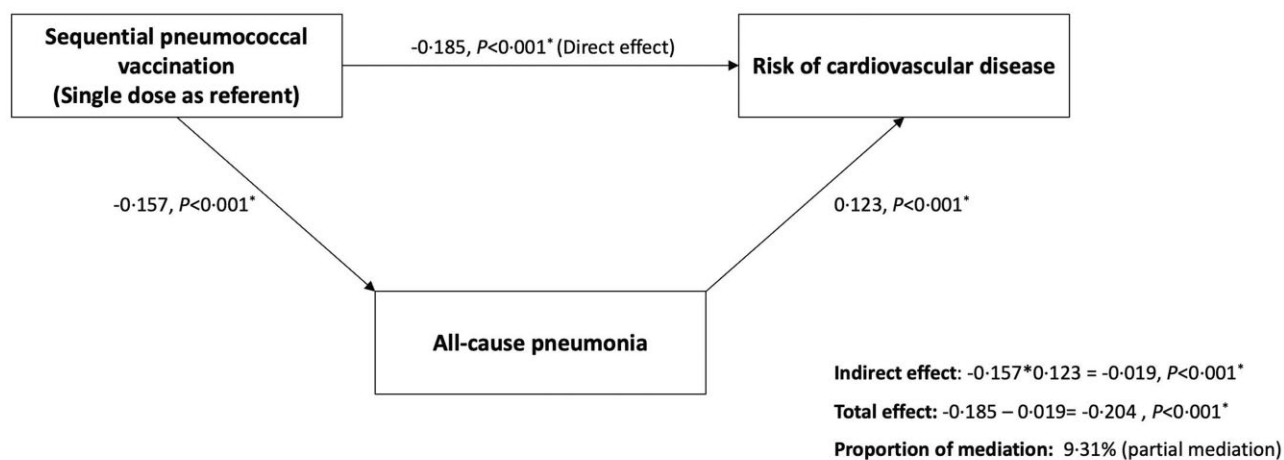 Sequential pneumococcal
vaccination
(Single dose as referent)
-0·185, P<0·001* (Direct effect)
Risk of cardiovascular disease
-0·157, P<0·001*
0·123, P<0·001*
All-cause pneumonia
Indirect effect: -0·157*0·123 = -0·019, P<0·001*
Total effect: -0·185 – 0·019= -0·204 , P<0·001*
Proportion of mediation: 9·31% (partial mediation)